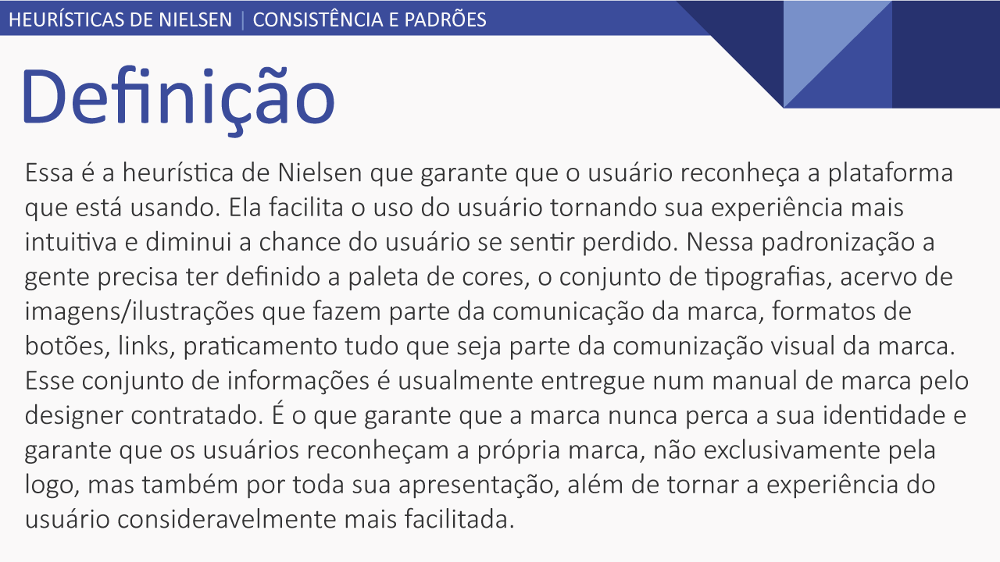 HEURÍSTICAS DE NIELSEN | CONSISTÊNCIA E PADRÕES
Definição
Essa é a heurística de Nielsen que garante que o usuário reconheça a plataforma
que está usando. Ela facilita o uso do usuário tornando sua experiência mais
intuitiva e diminui a chance do usuário se sentir perdido. Nessa padronização a
gente precisa ter definido a paleta de cores, o conjunto de tipografias, acervo de
imagens/ilustrações que fazem parte da comunicação da marca, formatos de
botões, links, praticamento tudo que seja parte da comunização visual da marca.
Esse conjunto de informações é usualmente entregue num manual de marca pelo
designer contratado. É o que garante que a marca nunca perca a sua identidade e
garante que os usuários reconheçam a própria marca, não exclusivamente pela
logo, mas também por toda sua apresentação, além de tornar a experiência do
usuário consideravelmente mais facilitada.